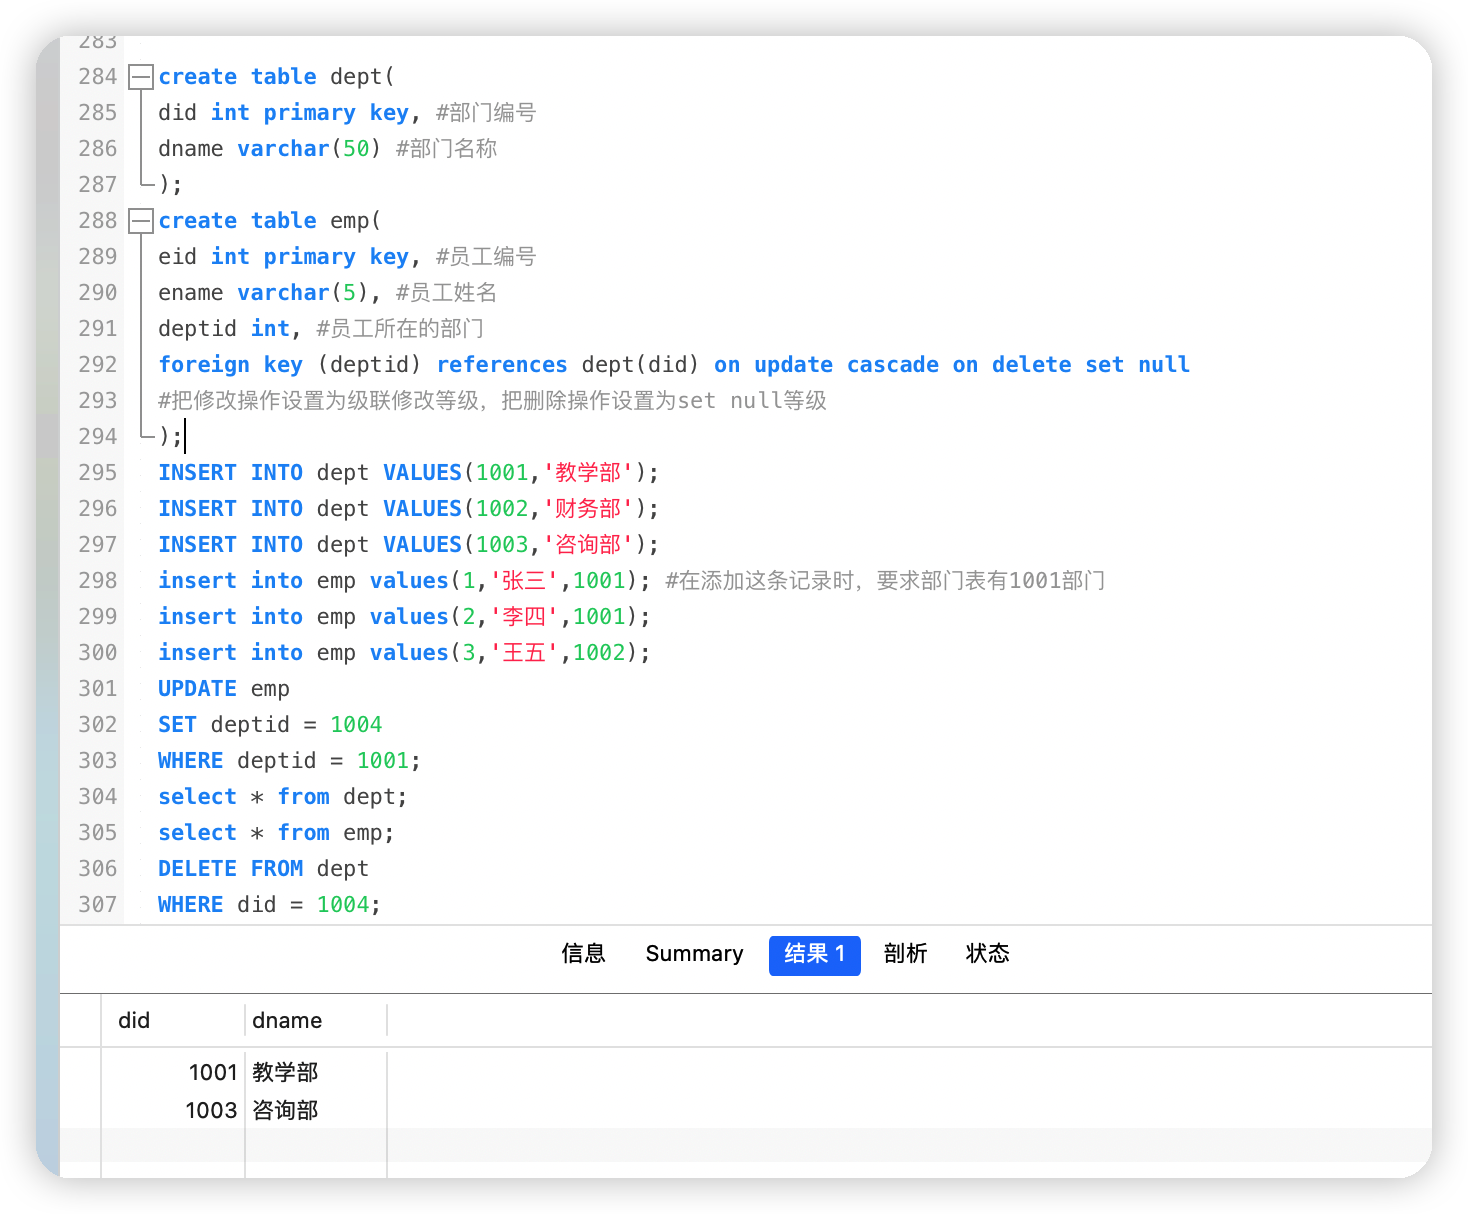 283
284 create table dept(
285 did int primary key, #部门编号
286 dname varchar(50) #部门名称
287 );
288 create table emp(
289 eid int primary key, #员工编号
290 ename varchar(5), #员工姓名
291 deptid int, #员工所在的部门
292 foreign key (deptid) references dept(did) on update cascade on delete set null
293 #把修改操作设置为级联修改等级，把删除操作设置为set null等级
294 );
295 INSERT INTO dept VALUES(1001,'教学部');
296 INSERT INTO dept VALUES(1002,'财务部');
297 INSERT INTO dept VALUES(1003,'咨询部');
298 insert into emp values(1,'张三',1001); #在添加这条记录时，要求部门表有1001部门
299 insert into emp values(2,'李四',1001);
300 insert into emp values(3,'王五',1002);
301 UPDATE emp
302 SET deptid = 1004
303 WHERE deptid = 1001;
304 select * from dept;
305 select * from emp;
306 DELETE FROM dept
307 WHERE did = 1004;
信息 Summary 结果 1 剖析 状态
did dname
1001 教学部
1003 咨询部